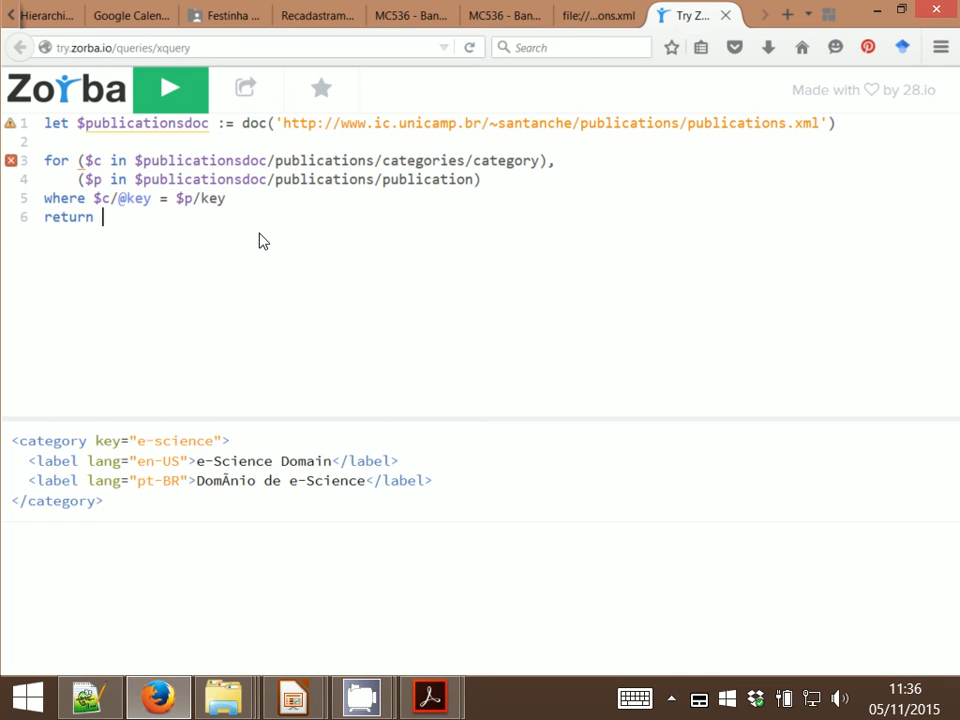 Hierarchi... Google Calen... Festinha ... Recadastram... MC536 - Ban... MC536 - Ban... file://...ons.xml Try Z...
try.zorba.io/queries/xquery Search
Zorba Made with ♡ by 28.io
1 let $publicationsdoc := doc('http://www.ic.unicamp.br/~santanche/publications/publications.xml')
2
3 for ($c in $publicationsdoc/publications/categories/category),
4 ($p in $publicationsdoc/publications/publication)
5 where $c/@key = $p/key
6 return
<category key="e-science">
<label lang="en-US">e-Science Domain</label>
<label lang="pt-BR">DomÃnio de e-Science</label>
</category>
11:36
05/11/2015